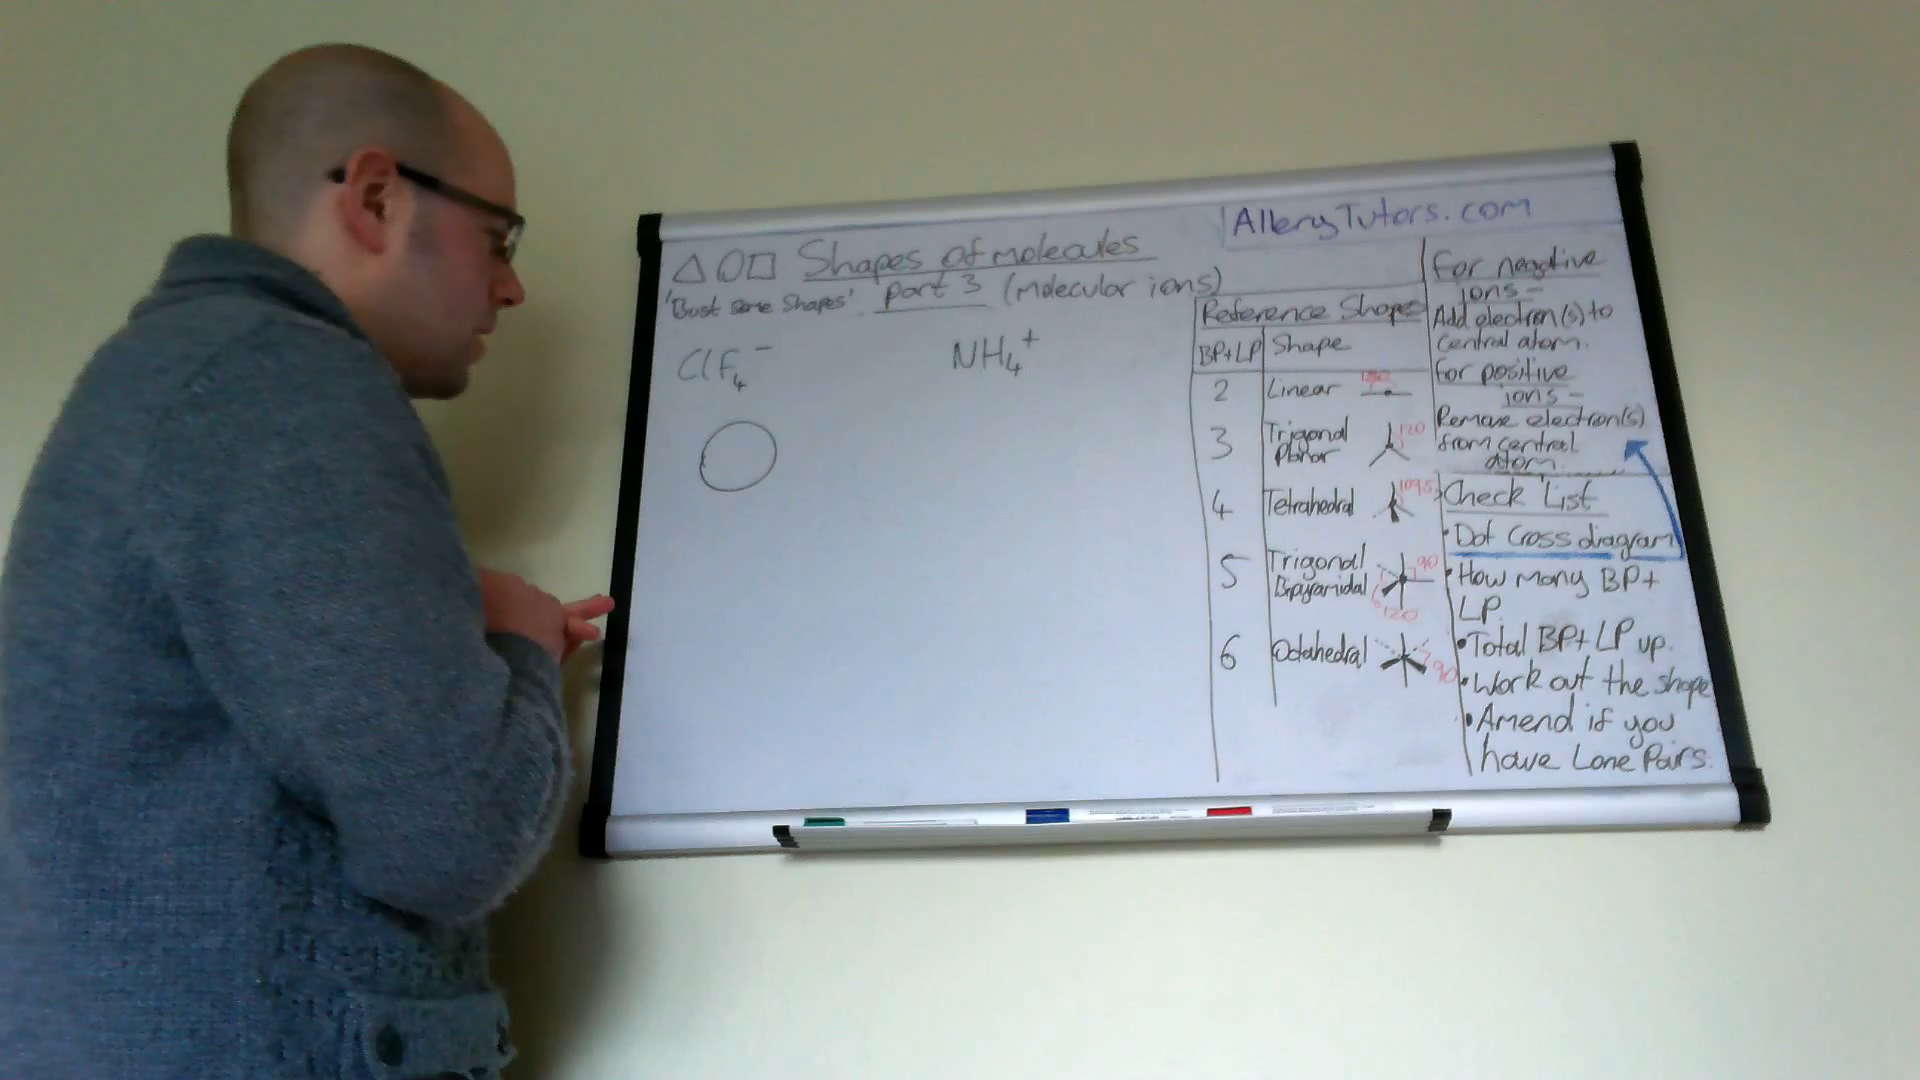 AlleryTutors.com
Shapes of molecules
'Bust some shapes' part 3 (molecular ions)
ClF4⁻
NH4⁺
Reference Shapes
BP+LP Shape
2 Linear 180
3 Trigonal
Planar 120
4 Tetrahedral 109.5
5 Trigonal
Bipyramidal 90
120
6 Octahedral 90
For negative
ions -
Add electron(s) to
central atom.
for positive
ions -
Remove electron(s)
from central
atom.
Check List
• Dot Cross diagram
• How many BP+
LP.
• Total BP+ LP up.
• Work out the shape
• Amend if you
have Lone Pairs.